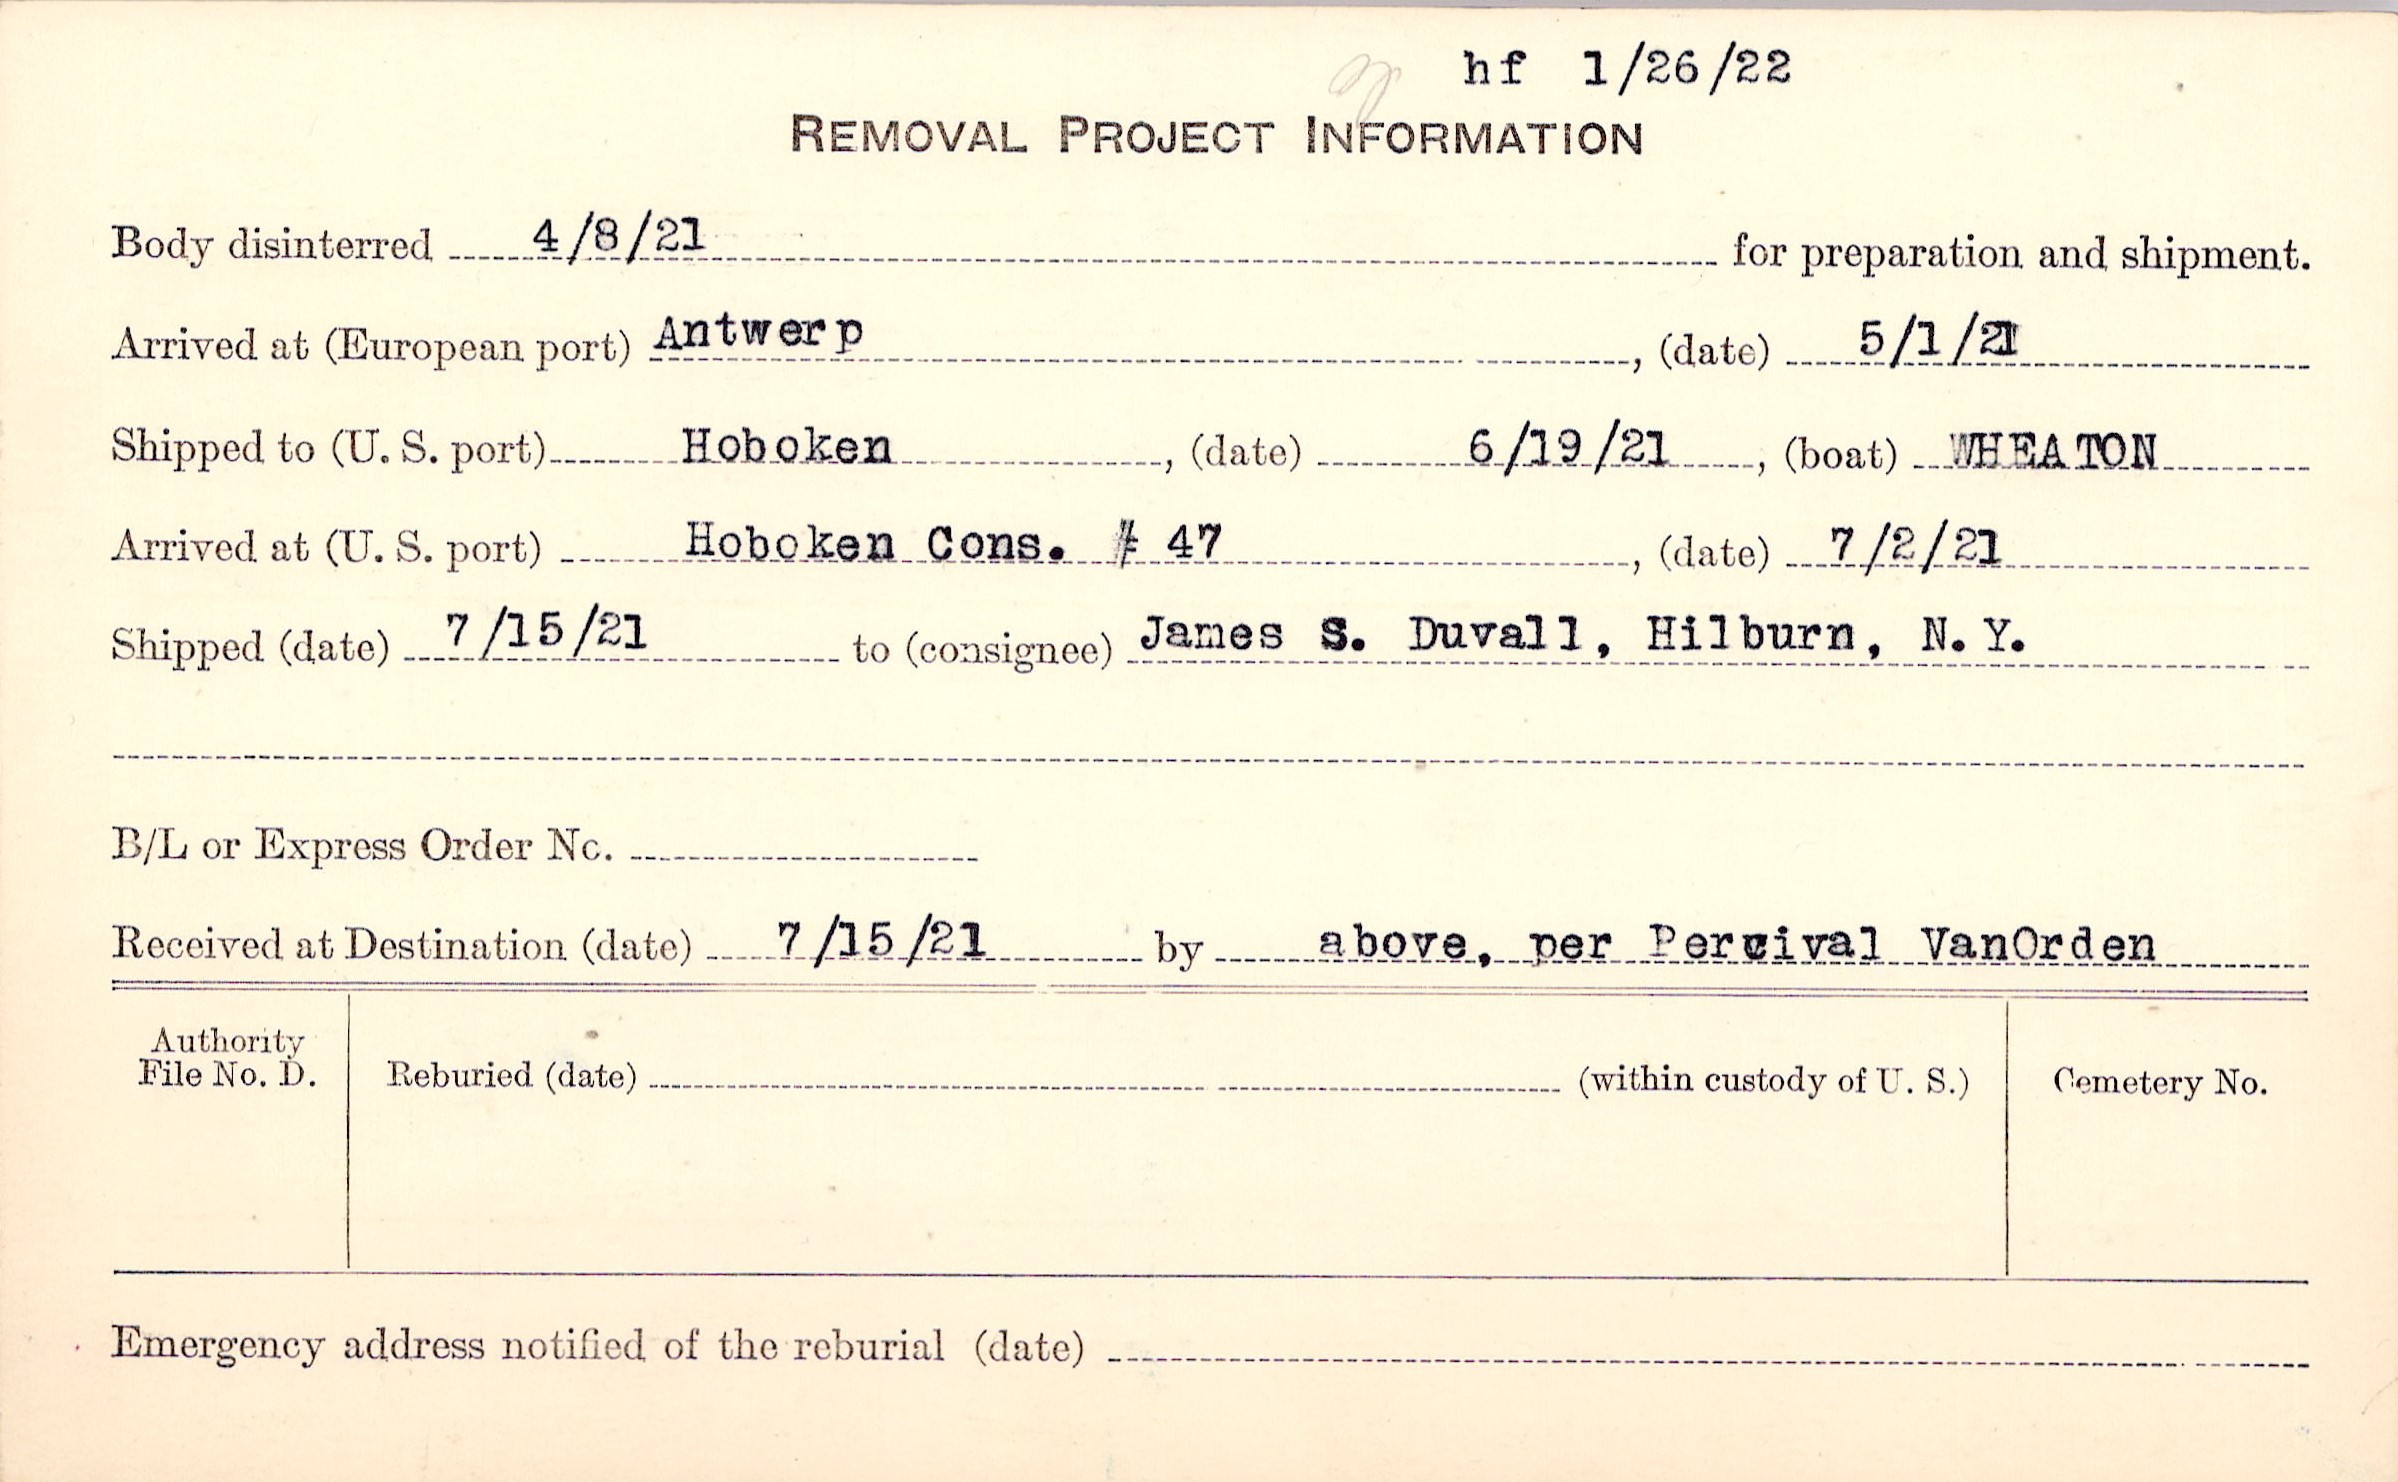 hf 1/26/22
REMOVAL PROJECT INFORMATION
Body disinterred 4/8/21 for preparation and shipment.
Arrived at (European port) Antwerp, (date) 5/1/21
Shipped to (U. S. port) Hoboken, (date) 6/19/21, (boat) WHEATON
Arrived at (U. S. port) Hoboken Cons. # 47, (date) 7/2/21
Shipped (date) 7/15/21 to (consignee) James S. Duvall, Hilburn, N.Y.
B/L or Express Order No.
Received at Destination (date) 7/15/21 by above, per Percival VanOrden
Authority
File No. D.
Reburied (date) (within custody of U. S.)
Cemetery No.
Emergency address notified of the reburial (date)